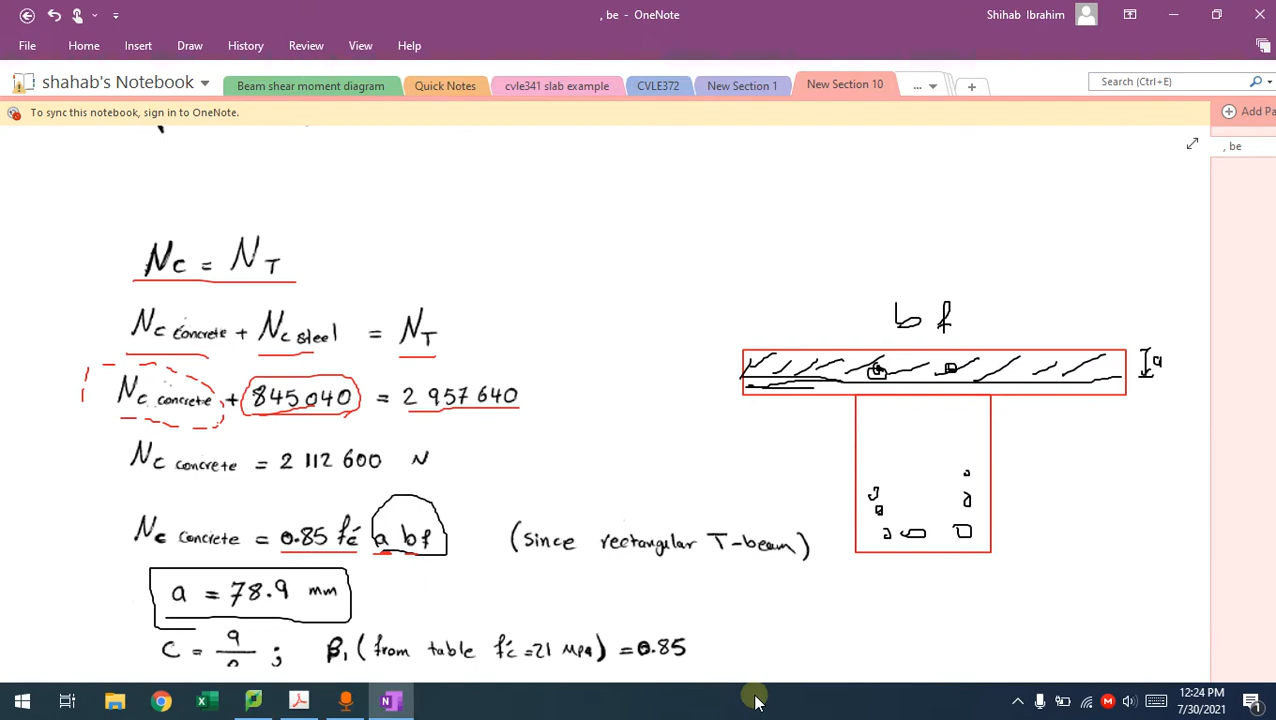 , be - OneNote
Shihab Ibrahim
File Home Insert Draw History Review View Help
shahab's Notebook
Beam shear moment diagram
Quick Notes
cvle341 slab example
CVLE372
New Section 1
New Section 10
...
Search (Ctrl+E)
To sync this notebook, sign in to OneNote.
Add Pa
, be
Nc = NT
Nc concrete + Nc steel = NT
Nc concrete + 845040 = 2 957 640
Nc concrete = 2 112 600 N
Nc concrete = 0.85 f'c a bf (since rectangular T-beam)
a = 78.9 mm
C = a ; β1 (from table f'c=21 MPa) = 0.85
bf
a
12:24 PM
7/30/2021
1